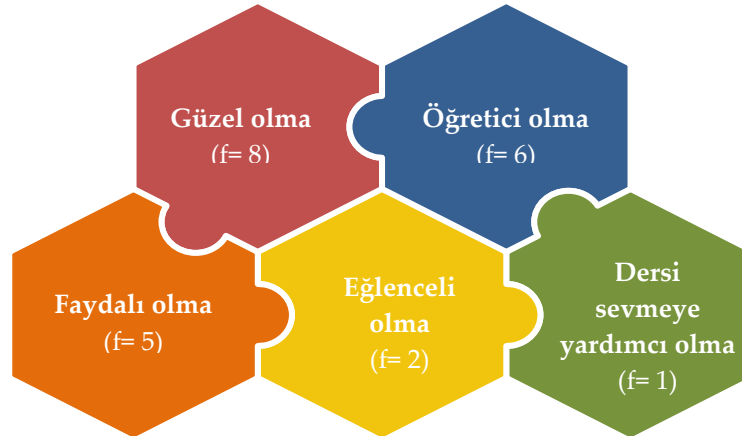 Güzel olma
(f= 8)
Öğretici olma
(f= 6)
Faydalı olma
(f= 5)
Eğlenceli
olma
(f= 2)
Dersi
sevmeye
yardımcı olma
(f= 1)